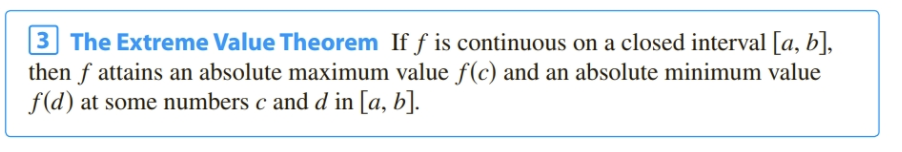 3 The Extreme Value Theorem If f is continuous on a closed interval [a, b],
then f attains an absolute maximum value f(c) and an absolute minimum value
f(d) at some numbers c and d in [a, b].